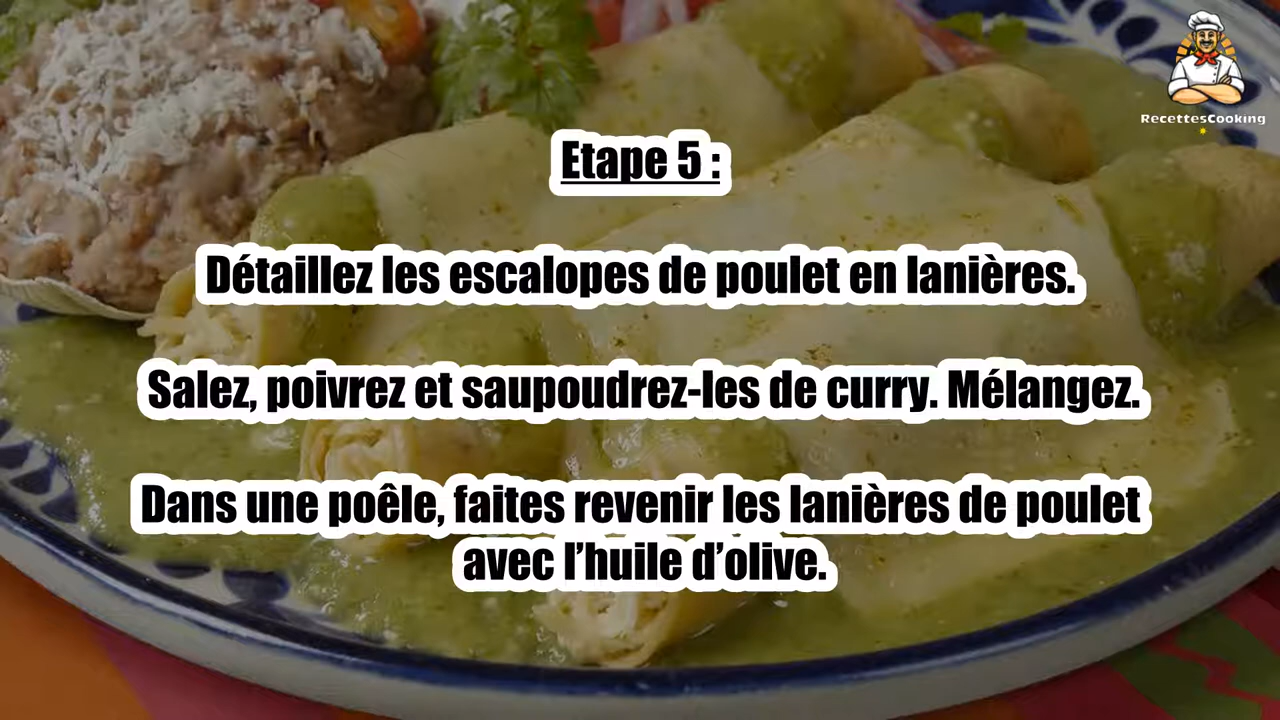 RecettesCooking
Etape 5 :
Détaillez les escalopes de poulet en lanières.
Salez, poivrez et saupoudrez-les de curry. Mélangez.
Dans une poêle, faites revenir les lanières de poulet
avec l’huile d’olive.